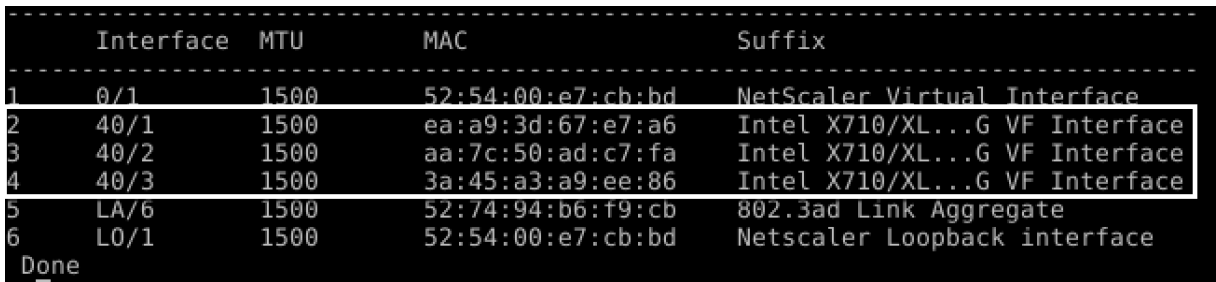 Interface MTU MAC Suffix
1 0/1 1500 52:54:00:e7:cb:bd NetScaler Virtual Interface
2 40/1 1500 ea:a9:3d:67:e7:a6 Intel X710/XL...G VF Interface
3 40/2 1500 aa:7c:50:ad:c7:fa Intel X710/XL...G VF Interface
4 40/3 1500 3a:45:a3:a9:ee:86 Intel X710/XL...G VF Interface
5 LA/6 1500 52:74:94:b6:f9:cb 802.3ad Link Aggregate
6 LO/1 1500 52:54:00:e7:cb:bd Netscaler Loopback interface
Done